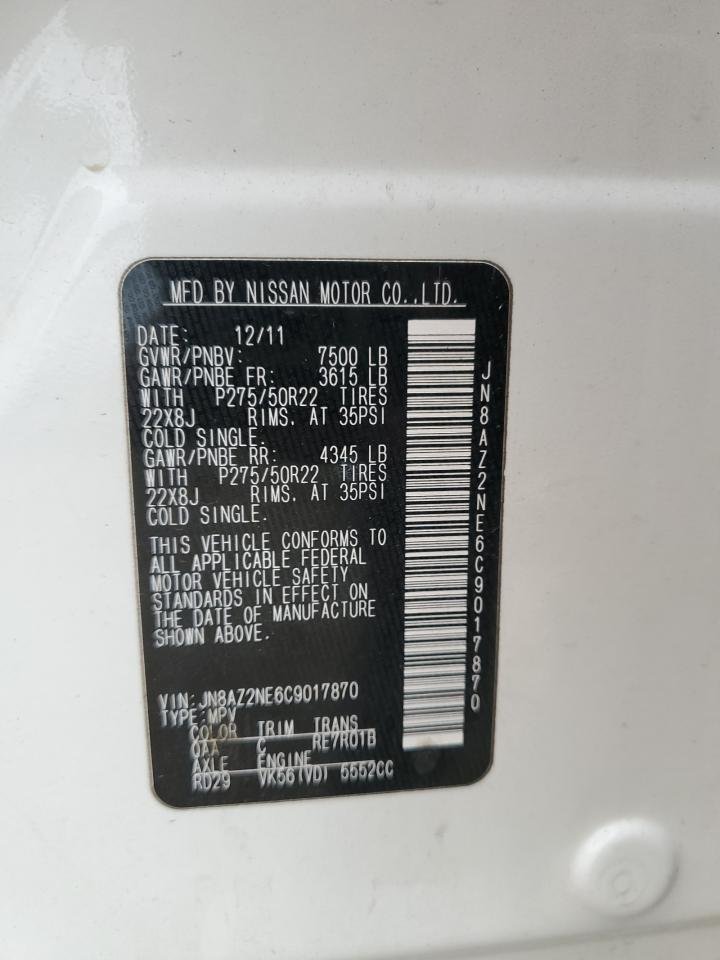 MFD BY NISSAN MOTOR CO.,LTD.
DATE: 12/11
GVWR/PNBV: 7500 LB
GAWR/PNBE FR: 3615 LB
WITH P275/50R22 TIRES
22X8J RIMS. AT 35PSI
COLD SINGLE.
GAWR/PNBE RR: 4345 LB
WITH P275/50R22 TIRES
22X8J RIMS. AT 35PSI
COLD SINGLE.
THIS VEHICLE CONFORMS TO
ALL APPLICABLE FEDERAL
MOTOR VEHICLE SAFETY
STANDARDS IN EFFECT ON
THE DATE OF MANUFACTURE
SHOWN ABOVE.
VIN:JN8AZ2NE6C9017870
TYPE:MPV
COLOR TRIM TRANS
QAA C RE7R01B
AXLE ENGINE
RD29 VK56(VD) 5552CC
JN8AZ2NE6C9017870